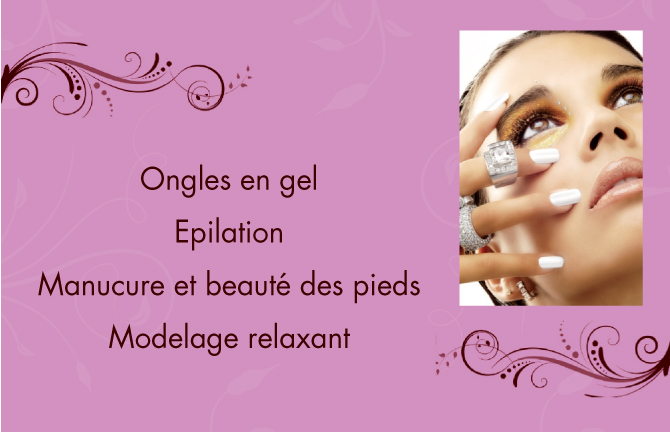 Ongles en gel
Epilation
Manucure et beauté des pieds
Modelage relaxant